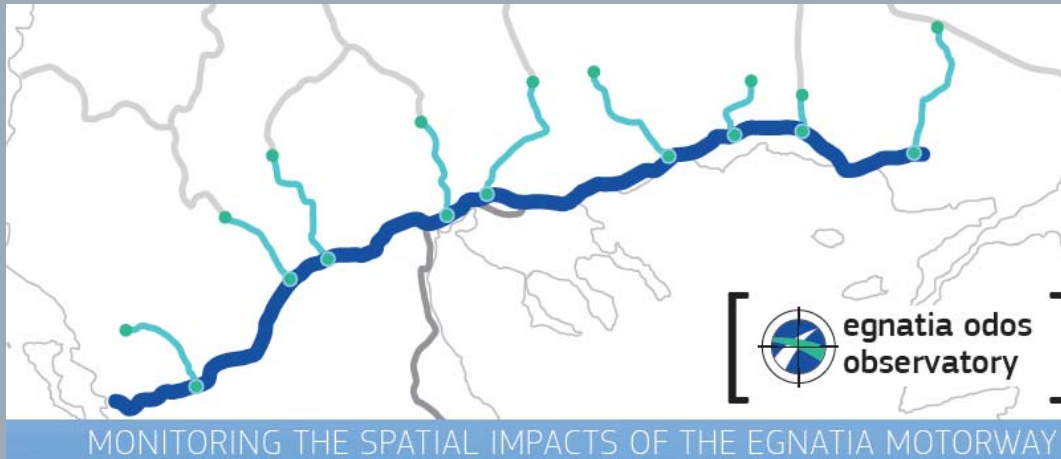 egnatia odos
observatory
MONITORING THE SPATIAL IMPACTS OF THE EGNATIA MOTORWAY